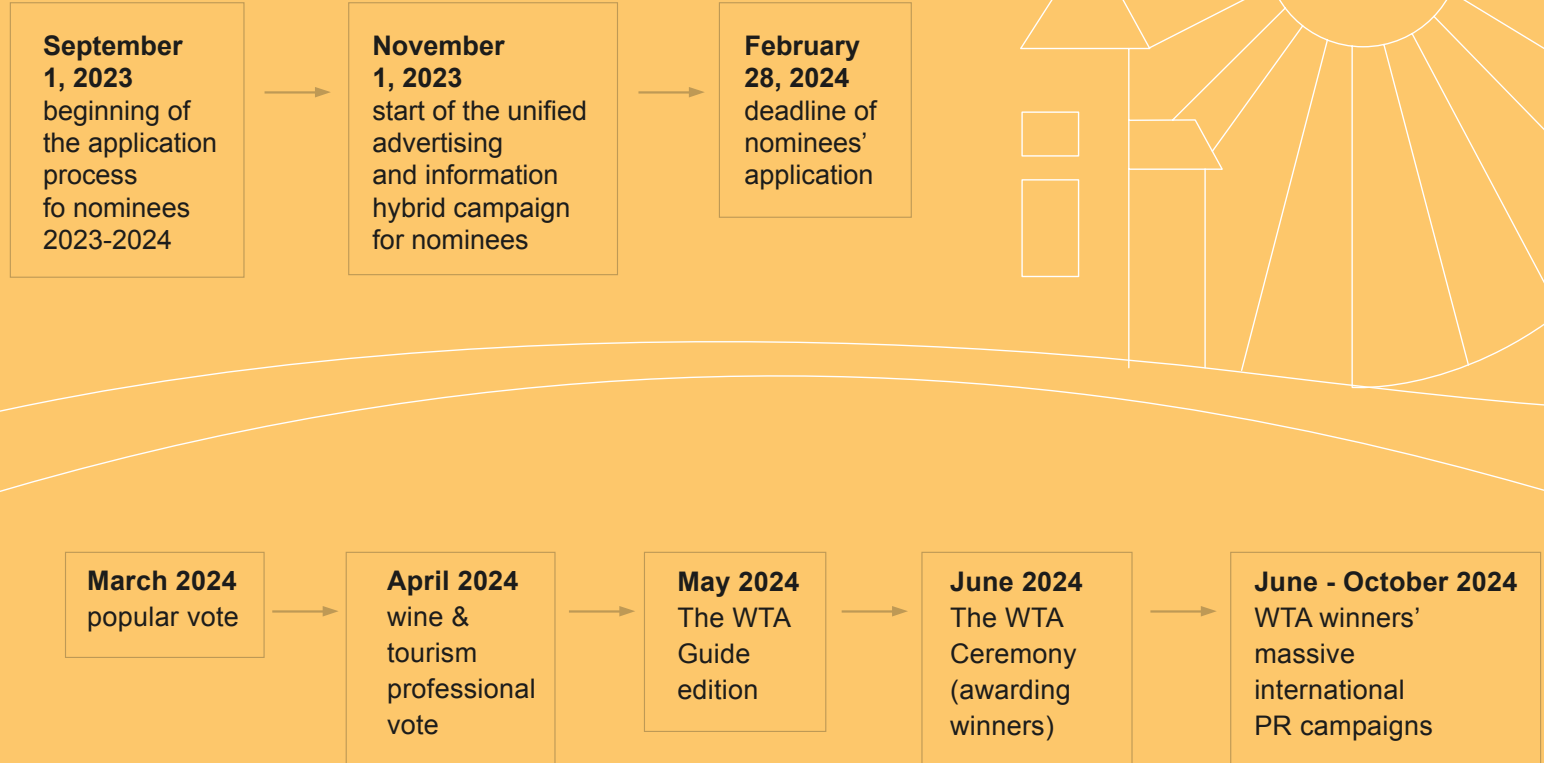 September
1, 2023
beginning of
the application
process
fo nominees
2023-2024
November
1, 2023
start of the unified
advertising
and information
hybrid campaign
for nominees
February
28, 2024
deadline of
nominees’
application
March 2024
popular vote
April 2024
wine &
tourism
professional
vote
May 2024
The WTA
Guide
edition
June 2024
The WTA
Ceremony
(awarding
winners)
June - October 2024
WTA winners’
massive
international
PR campaigns